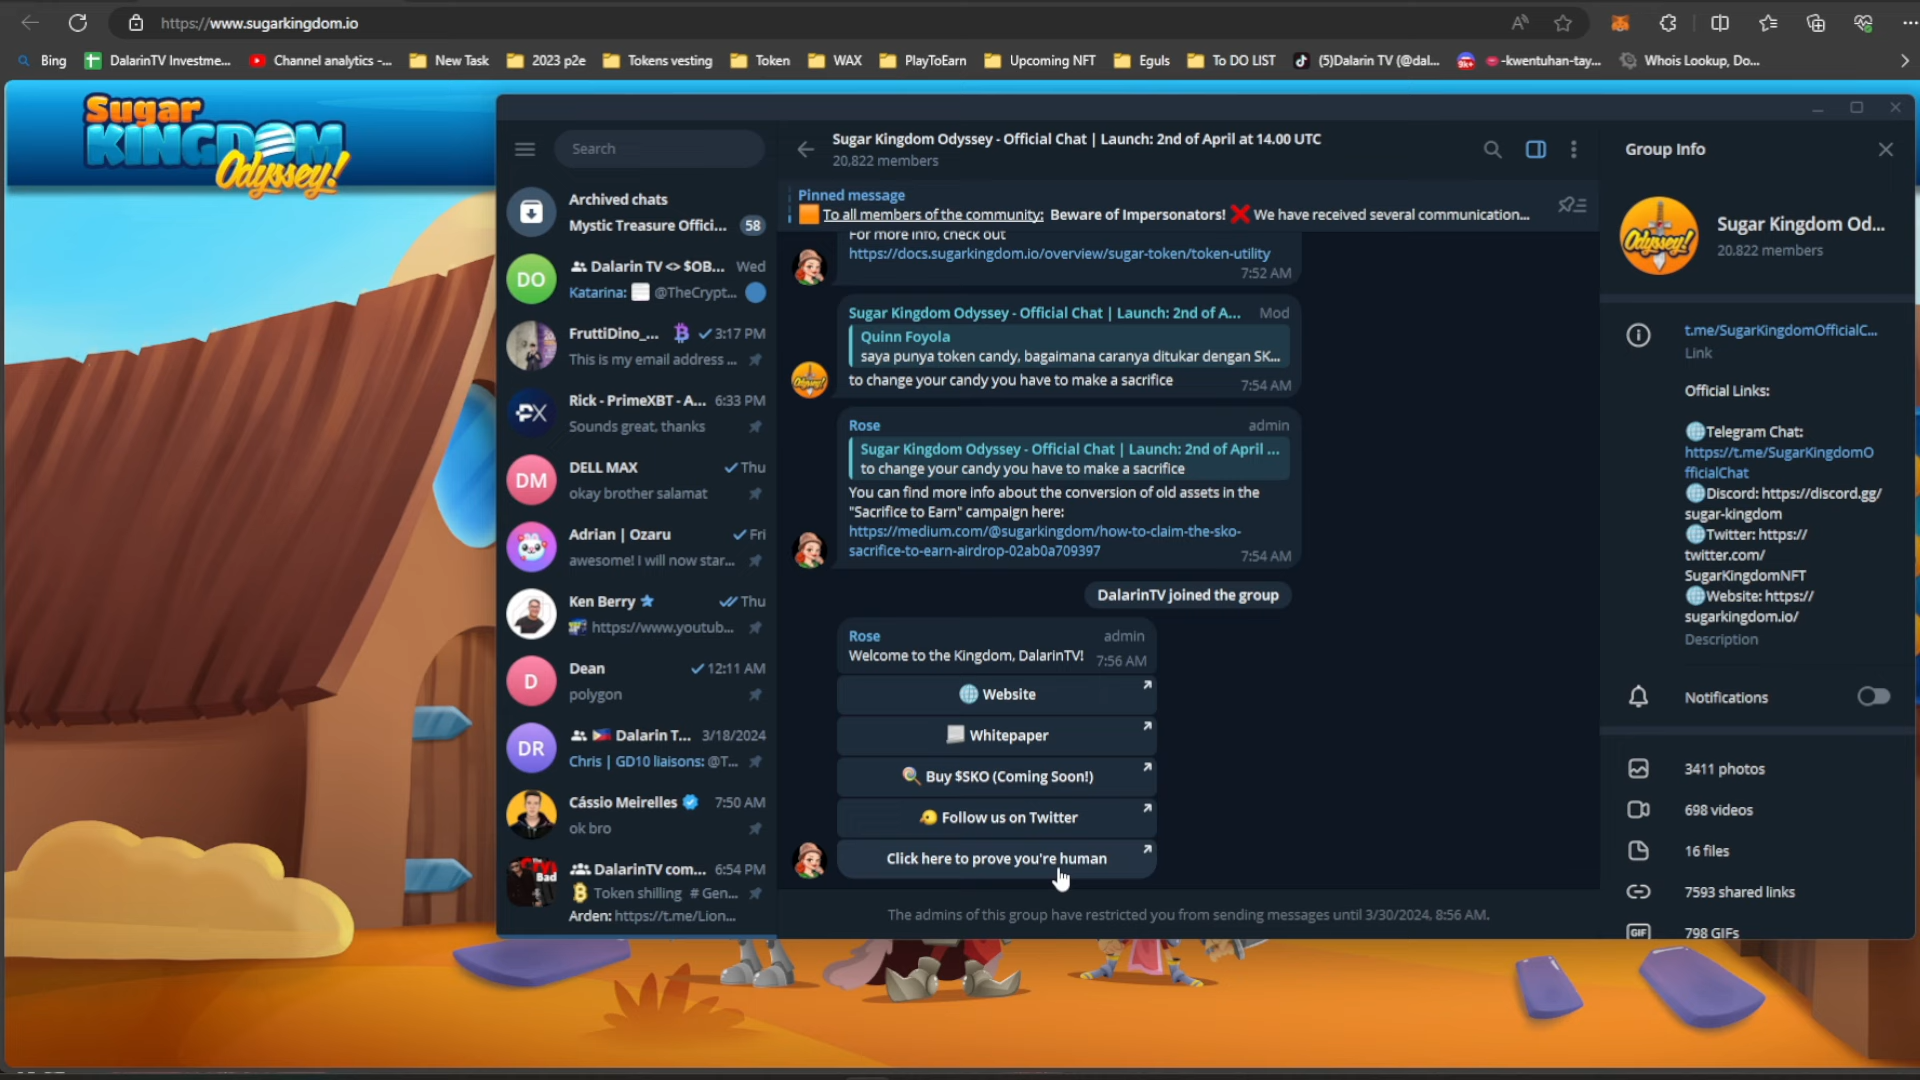 https://www.sugarkingdom.io
Bing
DalarinTV Investme...
Channel analytics -...
New Task
2023 p2e
Tokens vesting
Token
WAX
PlayToEarn
Upcoming NFT
Eguls
To DO LIST
(5)Dalarin TV (@dal...
-kwentuhan-tay...
Whois Lookup, Do...
Sugar
KINGDOM
Odyssey!
Search
Archived chats
Mystic Treasure Offici... 58
DO
Dalarin TV <> $OB... Wed
Katarina: @TheCrypt...
FruttiDino_... 3:17 PM
This is my email address ...
PX
Rick - PrimeXBT - A... 6:33 PM
Sounds great, thanks
DM
DELL MAX Thu
okay brother salamat
Adrian | Ozaru Fri
awesome! I will now star...
Ken Berry Thu
https://www.youtub...
D
Dean 12:11 AM
polygon
DR
Dalarin T... 3/18/2024
Chris | GD10 liaisons: @T...
Cássio Meirelles 7:50 AM
ok bro
Bad
DalarinTV com... 6:54 PM
Token shilling # Gen...
Arden: https://t.me/Lion...
Sugar Kingdom Odyssey - Official Chat | Launch: 2nd of April at 14.00 UTC
20,822 members
Pinned message
To all members of the community: Beware of Impersonators! ❌ We have received several communication...
For more info, check out
https://docs.sugarkingdom.io/overview/sugar-token/token-utility
7:52 AM
Sugar Kingdom Odyssey - Official Chat | Launch: 2nd of A... Mod
Quinn Foyola
saya punya token candy, bagaimana caranya ditukar dengan SK...
to change your candy you have to make a sacrifice 7:54 AM
Rose admin
Sugar Kingdom Odyssey - Official Chat | Launch: 2nd of April ...
to change your candy you have to make a sacrifice
You can find more info about the conversion of old assets in the
"Sacrifice to Earn" campaign here:
https://medium.com/@sugarkingdom/how-to-claim-the-sko-
sacrifice-to-earn-airdrop-02ab0a709397 7:54 AM
DalarinTV joined the group
Rose admin
Welcome to the Kingdom, DalarinTV! 7:56 AM
Website
Whitepaper
Buy $SKO (Coming Soon!)
Follow us on Twitter
Click here to prove you're human
The admins of this group have restricted you from sending messages until 3/30/2024, 8:56 AM.
Group Info
Odyssey!
Sugar Kingdom Od...
20,822 members
t.me/SugarKingdomOfficialC...
Link
Official Links:
Telegram Chat:
https://t.me/SugarKingdomO
fficialChat
Discord: https://discord.gg/
sugar-kingdom
Twitter: https://
twitter.com/
SugarKingdomNFT
Website: https://
sugarkingdom.io/
Description
Notifications
3411 photos
698 videos
16 files
7593 shared links
GIF 798 GIFs